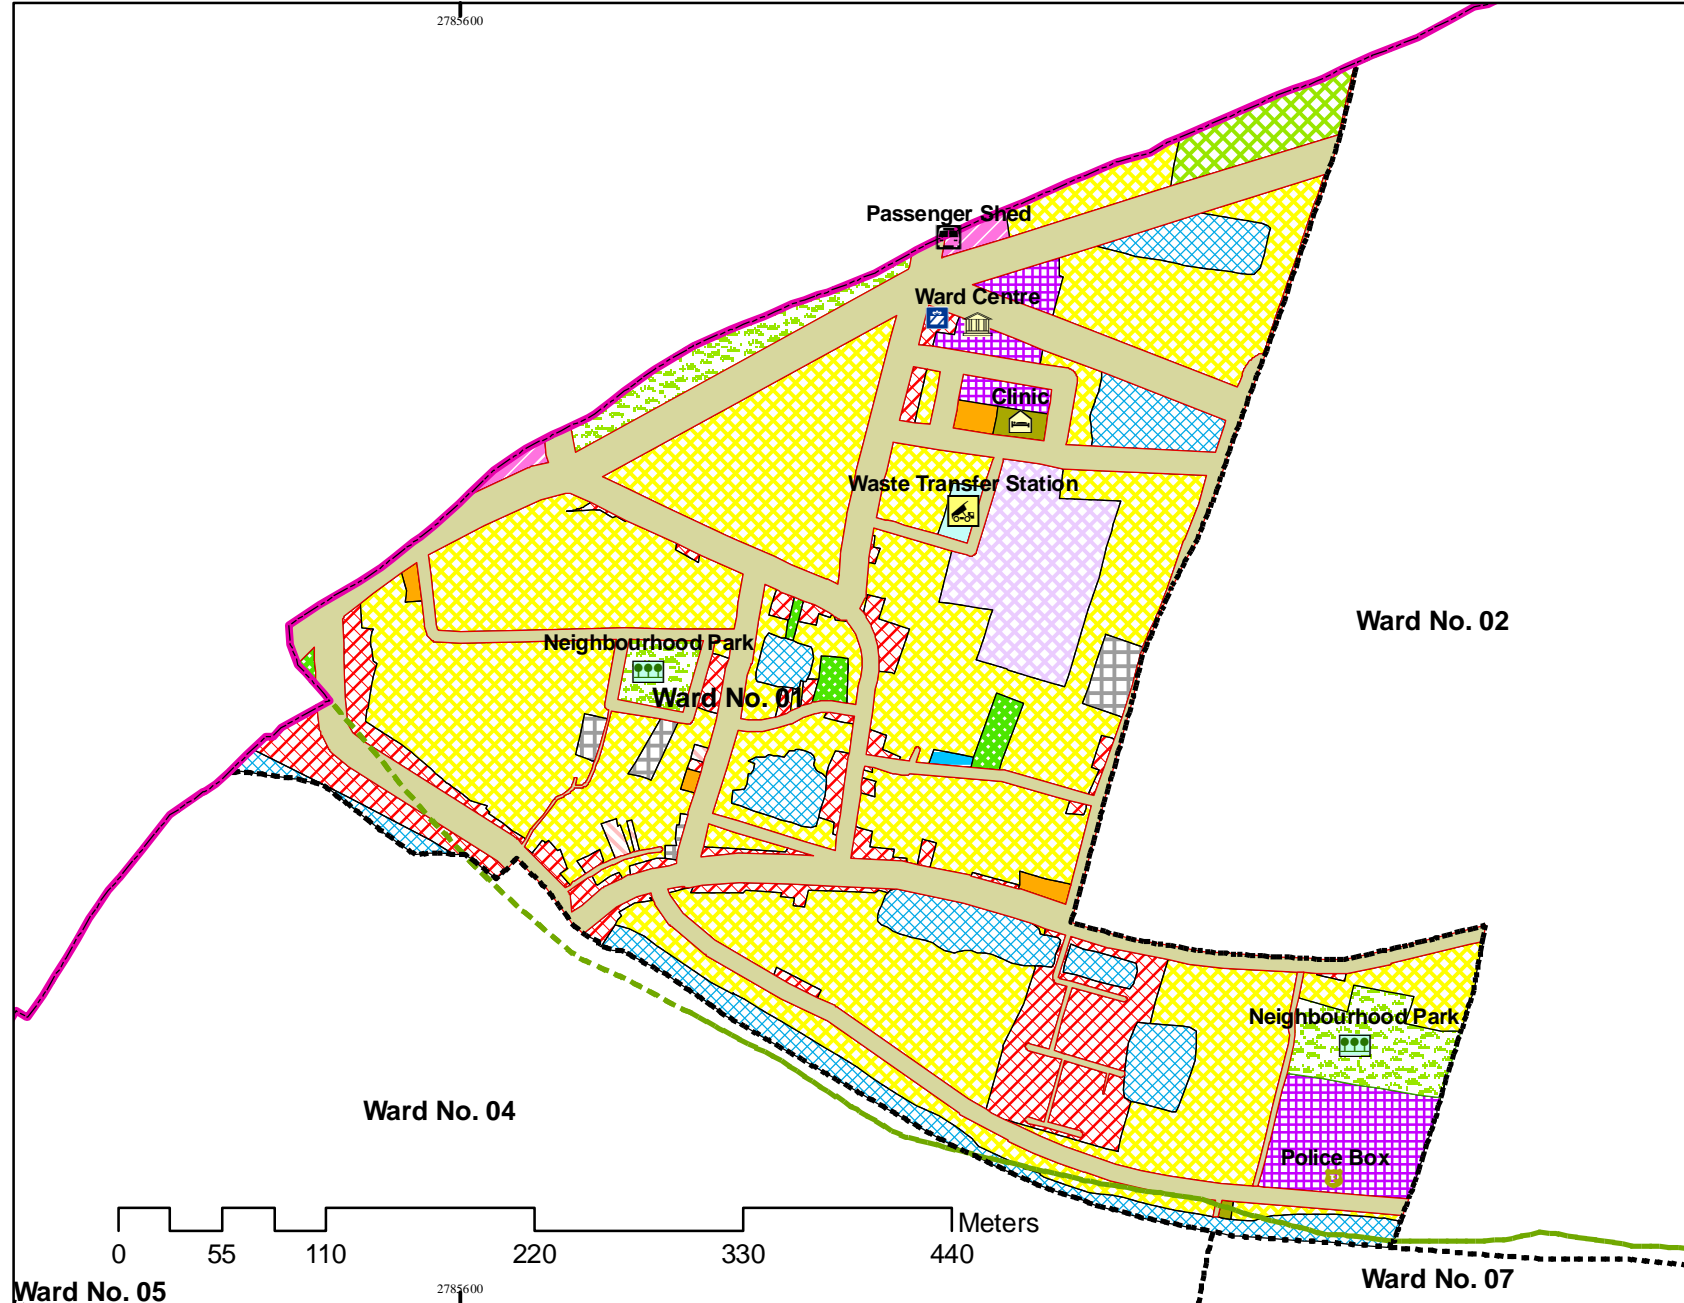 2785600
Passenger Shed
Ward Centre
Clinic
Waste Transfer Station
Ward No. 02
Neighbourhood Park
Ward No. 01
Neighbourhood Park
Ward No. 04
Police Box
Meters
0 55 110 220 330 440
Ward No. 07
Ward No. 05
2785600